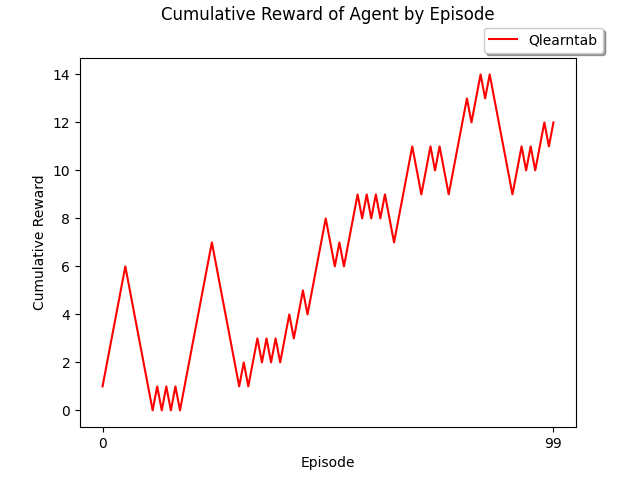 Cumulative Reward of Agent by Episode
Qlearntab
14
12
10
8
6
4
2
0
Cumulative Reward
0 99
Episode